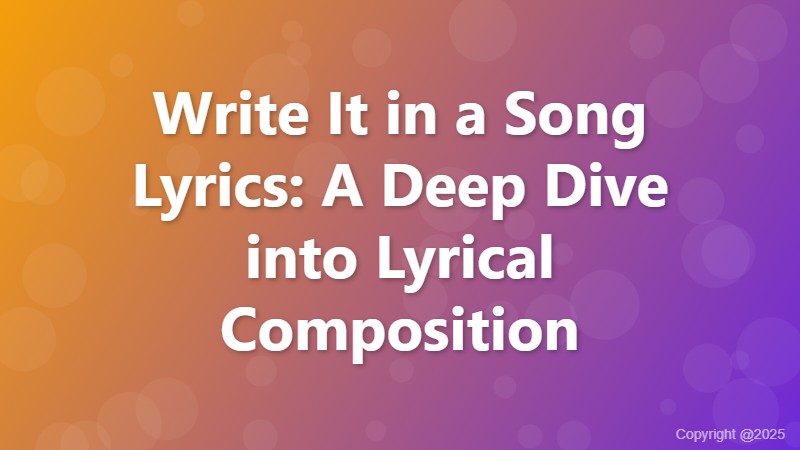 Write It in a Song
Lyrics: A Deep Dive
into Lyrical
Composition
Copyright @2025